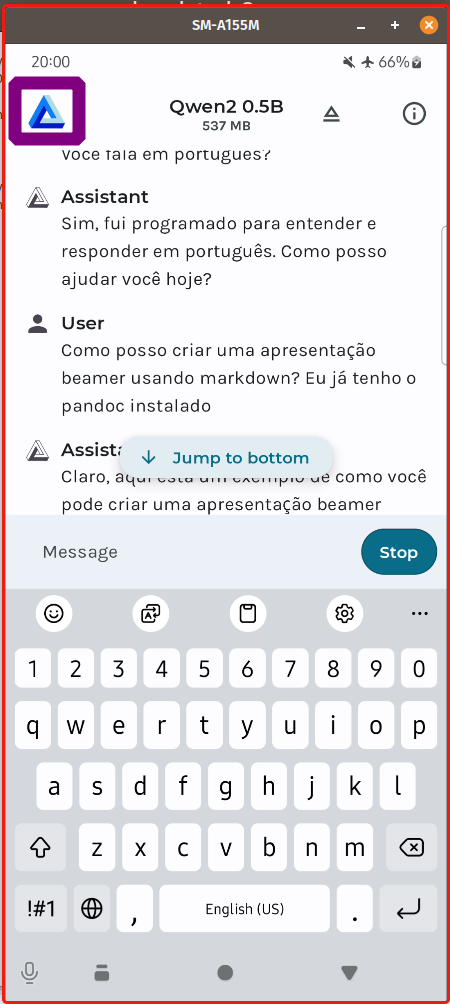 SM-A155M
20:00
66%
Qwen2 0.5B
537 MB
Você fala em português?
Assistant
Sim, fui programado para entender e
responder em português. Como posso
ajudar você hoje?
User
Como posso criar uma apresentação
beamer usando markdown? Eu já tenho o
pandoc instalado
Assista
Jump to bottom
Claro, aqui está um exemplo de como você
pode criar uma apresentação beamer
Message
Stop
1 2 3 4 5 6 7 8 9 0
q w e r t y u i o p
a s d f g h j k l
z x c v b n m
!#1 , English (US) .